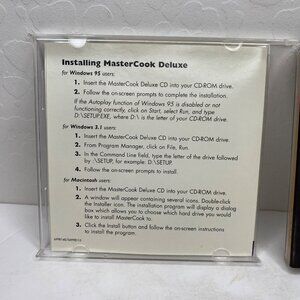 Installing MasterCook Deluxe
for Windows 95 users:
1. Insert the MasterCook Deluxe CD into your CD-ROM drive.
2. Follow the on-screen prompts to complete the installation.
If the Autoplay function of Windows 95 is disabled or not
functioning correctly, click on Start, select Run, and type
D:\SETUP.EXE, where D:\ is the letter of your CD-ROM drive.
for Windows 3.1 users:
1. Insert the MasterCook Deluxe CD into your CD-ROM drive.
2. From Program Manager, click on File, Run.
3. In the Command Line field, type the letter of the drive followed
by :\SETUP, for example: D:\SETUP.
4. Follow the on-screen prompts to install.
for Macintosh users:
1. Insert the MasterCook Deluxe CD into your CD-ROM drive.
2. A window will appear containing several icons. Double-click
the Installer icon. The installation program will display a dialog
box which allows you to choose which hard drive you would
like to install MasterCook to.
3. Click the Install button and follow the on-screen instructions
to install the program.